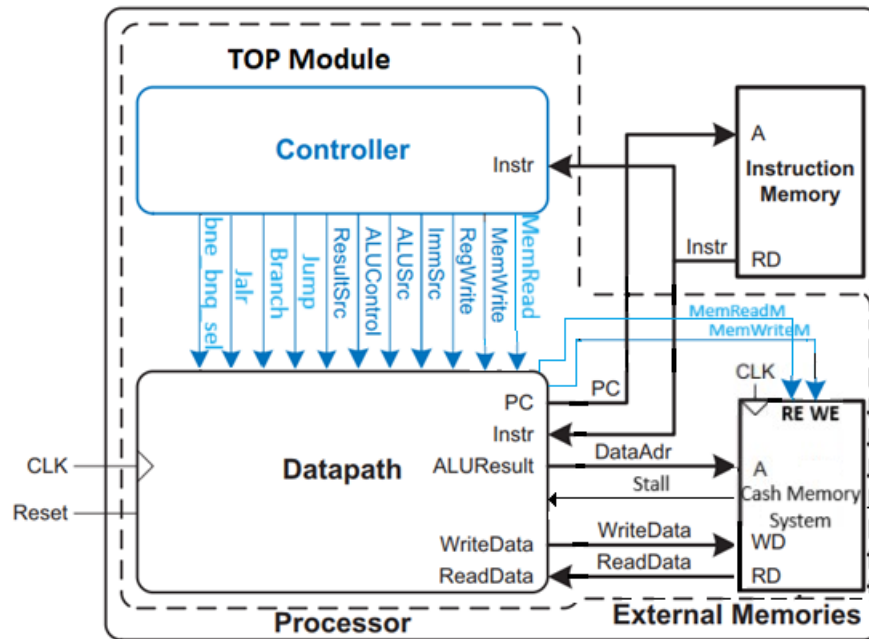 TOP Module
Controller
Instr
A
Instruction
Memory
Instr
RD
bne_bnq_sel
Jalr
Branch
Jump
ResultSrc
ALUControl
ALUSrc
ImmSrc
RegWrite
MemWrite
MemRead
MemReadM
MemWriteM
CLK
PC
PC
RE WE
Instr
CLK
Datapath
ALUResult
DataAdr
A
Stall
Cash Memory
System
Reset
WriteData
WriteData
WD
ReadData
ReadData
RD
Processor
External Memories